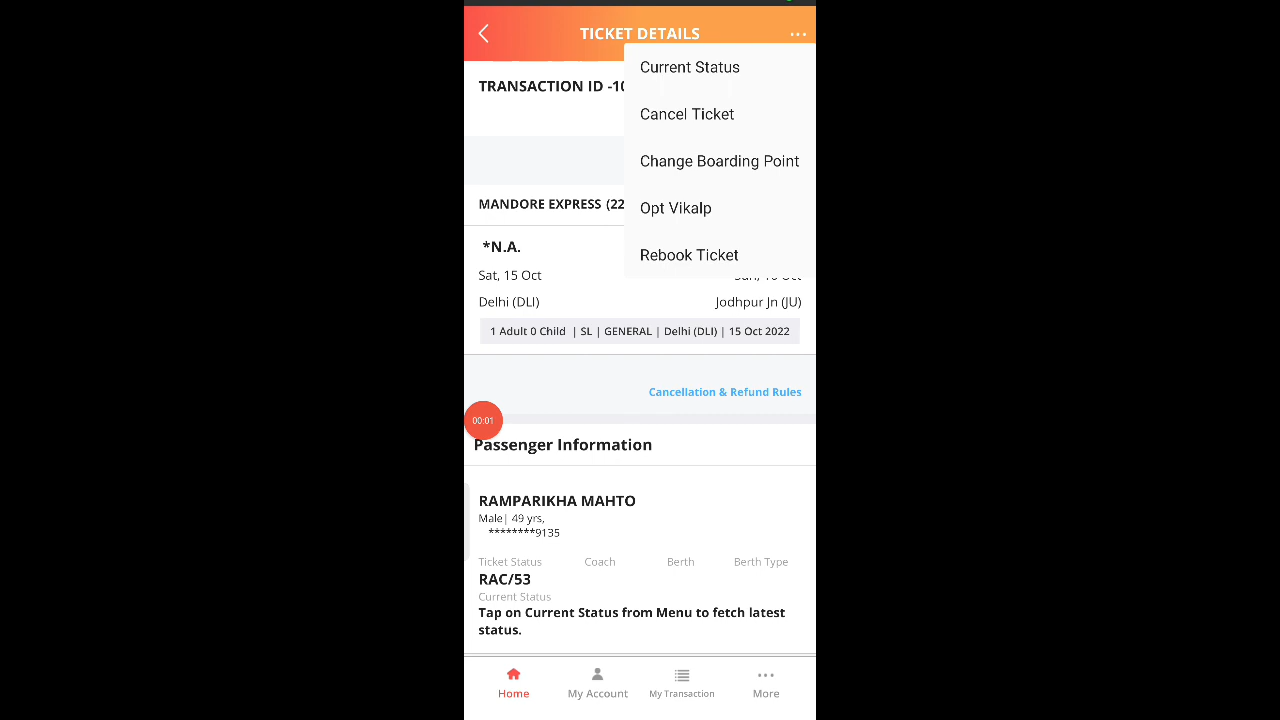 TICKET DETAILS
Current Status
TRANSACTION ID -10
Cancel Ticket
Change Boarding Point
MANDORE EXPRESS (22
Opt Vikalp
*N.A.
Rebook Ticket
Sat, 15 Oct
Delhi (DLI) Jodhpur Jn (JU)
1 Adult 0 Child | SL | GENERAL | Delhi (DLI) | 15 Oct 2022
Cancellation & Refund Rules
00:01
Passenger Information
RAMPARIKHA MAHTO
Male| 49 yrs,
********9135
Ticket Status Coach Berth Berth Type
RAC/53
Current Status
Tap on Current Status from Menu to fetch latest
status.
Home My Account My Transaction More